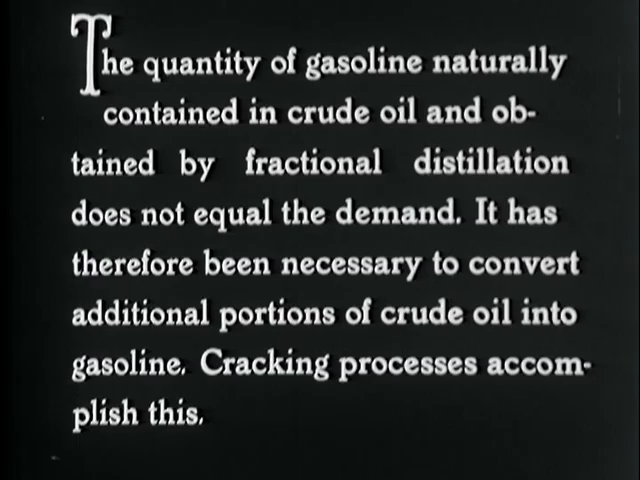 The quantity of gasoline naturally
contained in crude oil and ob-
tained by fractional distillation
does not equal the demand. It has
therefore been necessary to convert
additional portions of crude oil into
gasoline. Cracking processes accom-
plish this.